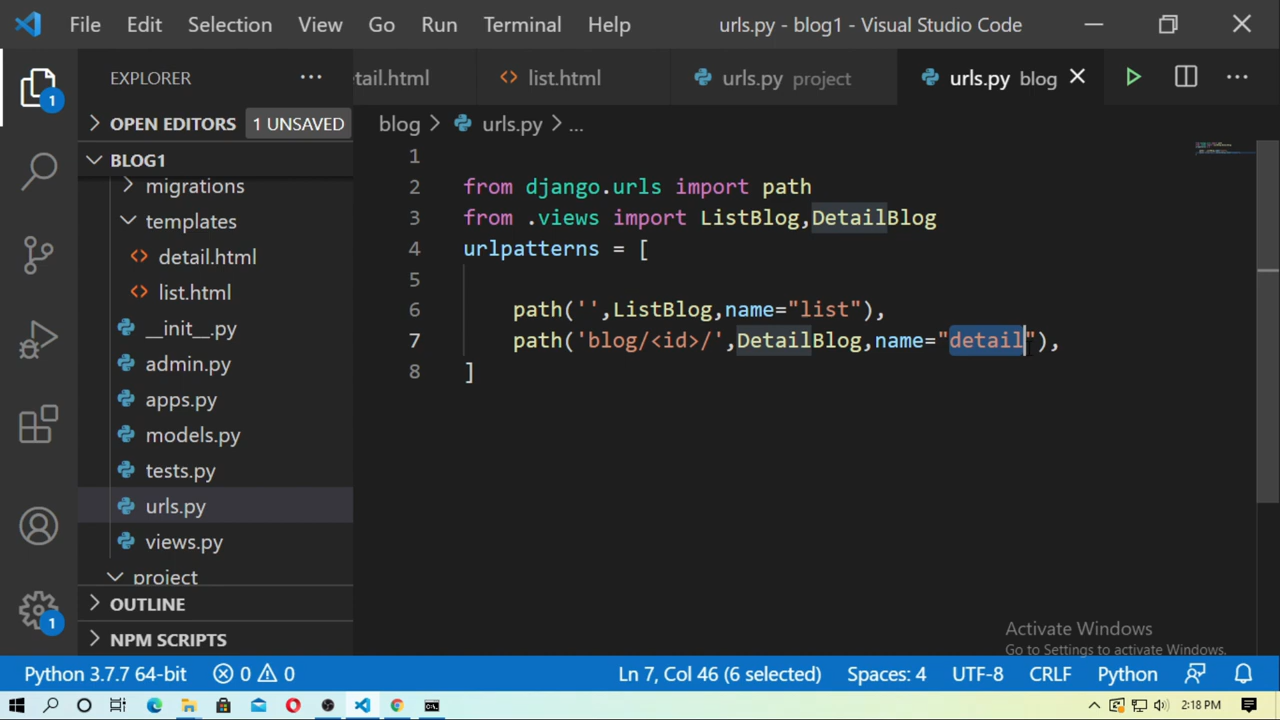 File Edit Selection View Go Run Terminal Help urls.py - blog1 - Visual Studio Code
EXPLORER ...
tail.html list.html urls.py project urls.py blog
OPEN EDITORS 1 UNSAVED
BLOG1
migrations
templates
detail.html
list.html
__init__.py
admin.py
apps.py
models.py
tests.py
urls.py
views.py
project
OUTLINE
NPM SCRIPTS
1
1
blog > urls.py > ...
1
2 from django.urls import path
3 from .views import ListBlog,DetailBlog
4 urlpatterns = [
5
6 path('',ListBlog,name="list"),
7 path('blog/<id>/',DetailBlog,name="detail"),
8 ]
Activate Windows
Go to Settings to activate Windows.
Python 3.7.7 64-bit 0 0 Ln 7, Col 46 (6 selected) Spaces: 4 UTF-8 CRLF Python
2:18 PM